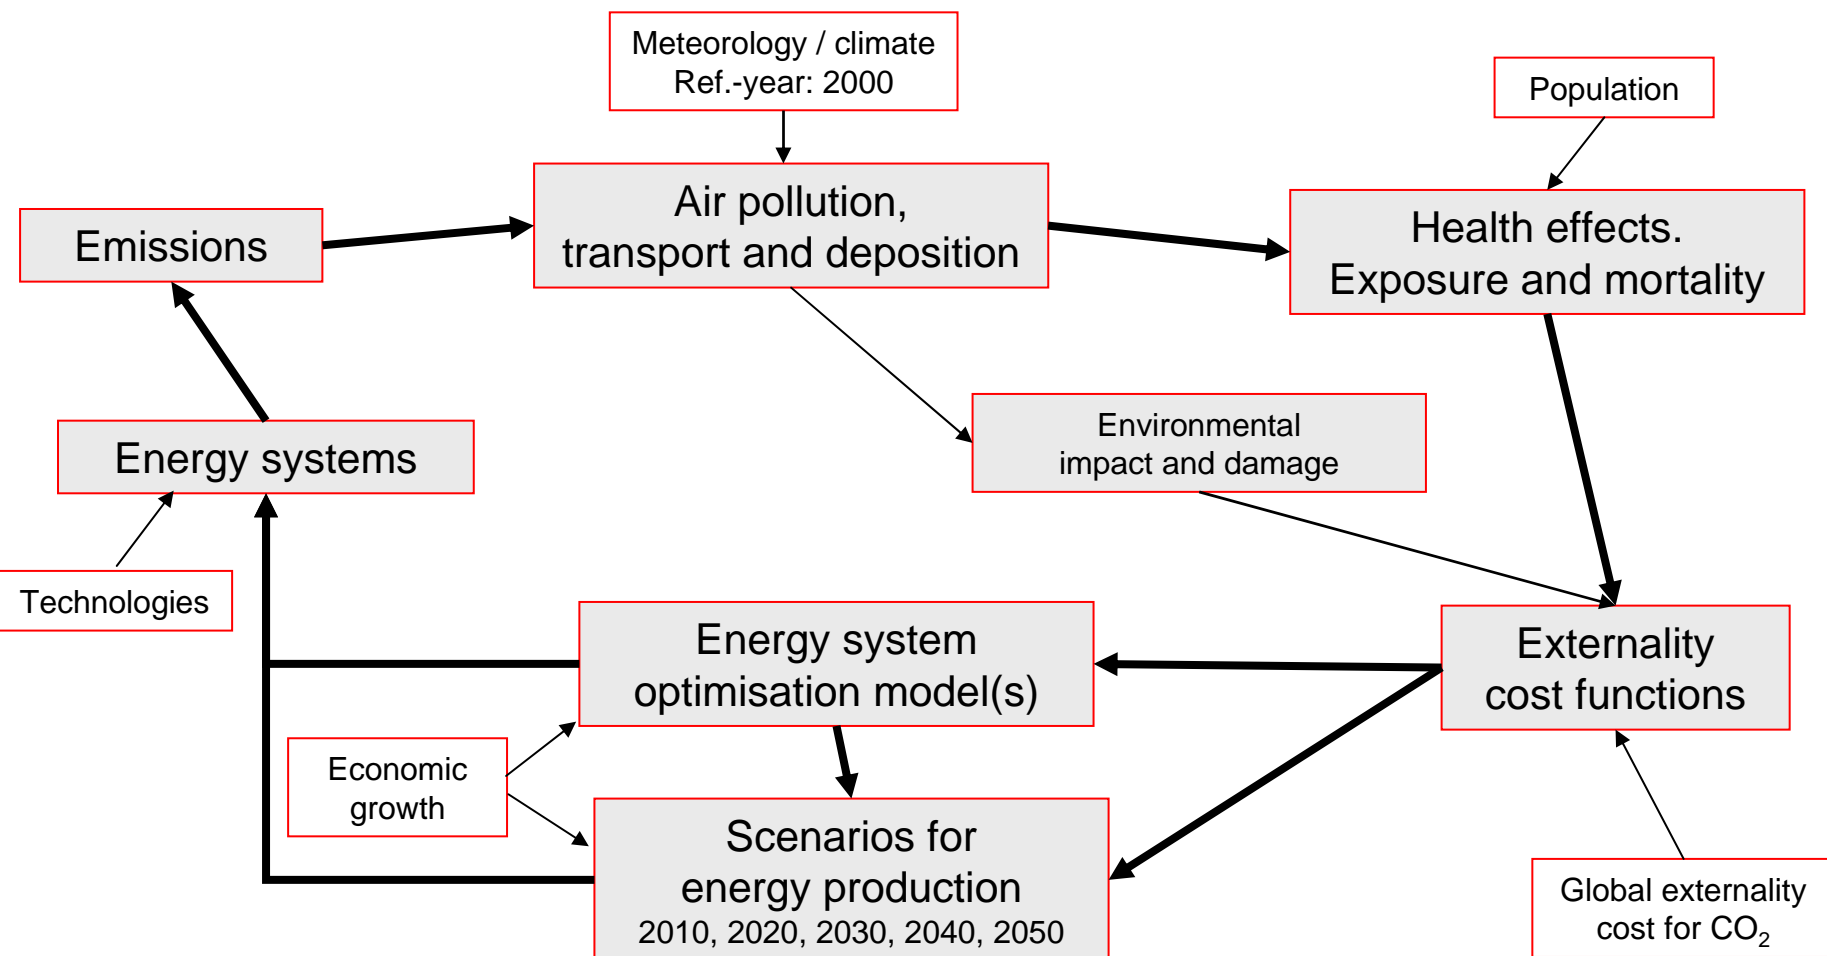 Meteorology / climate
Ref.-year: 2000
Population
Emissions
Air pollution,
transport and deposition
Health effects.
Exposure and mortality
Energy systems
Environmental
impact and damage
Technologies
Energy system
optimisation model(s)
Externality
cost functions
Economic
growth
Scenarios for
energy production
2010, 2020, 2030, 2040, 2050
Global externality
cost for CO₂